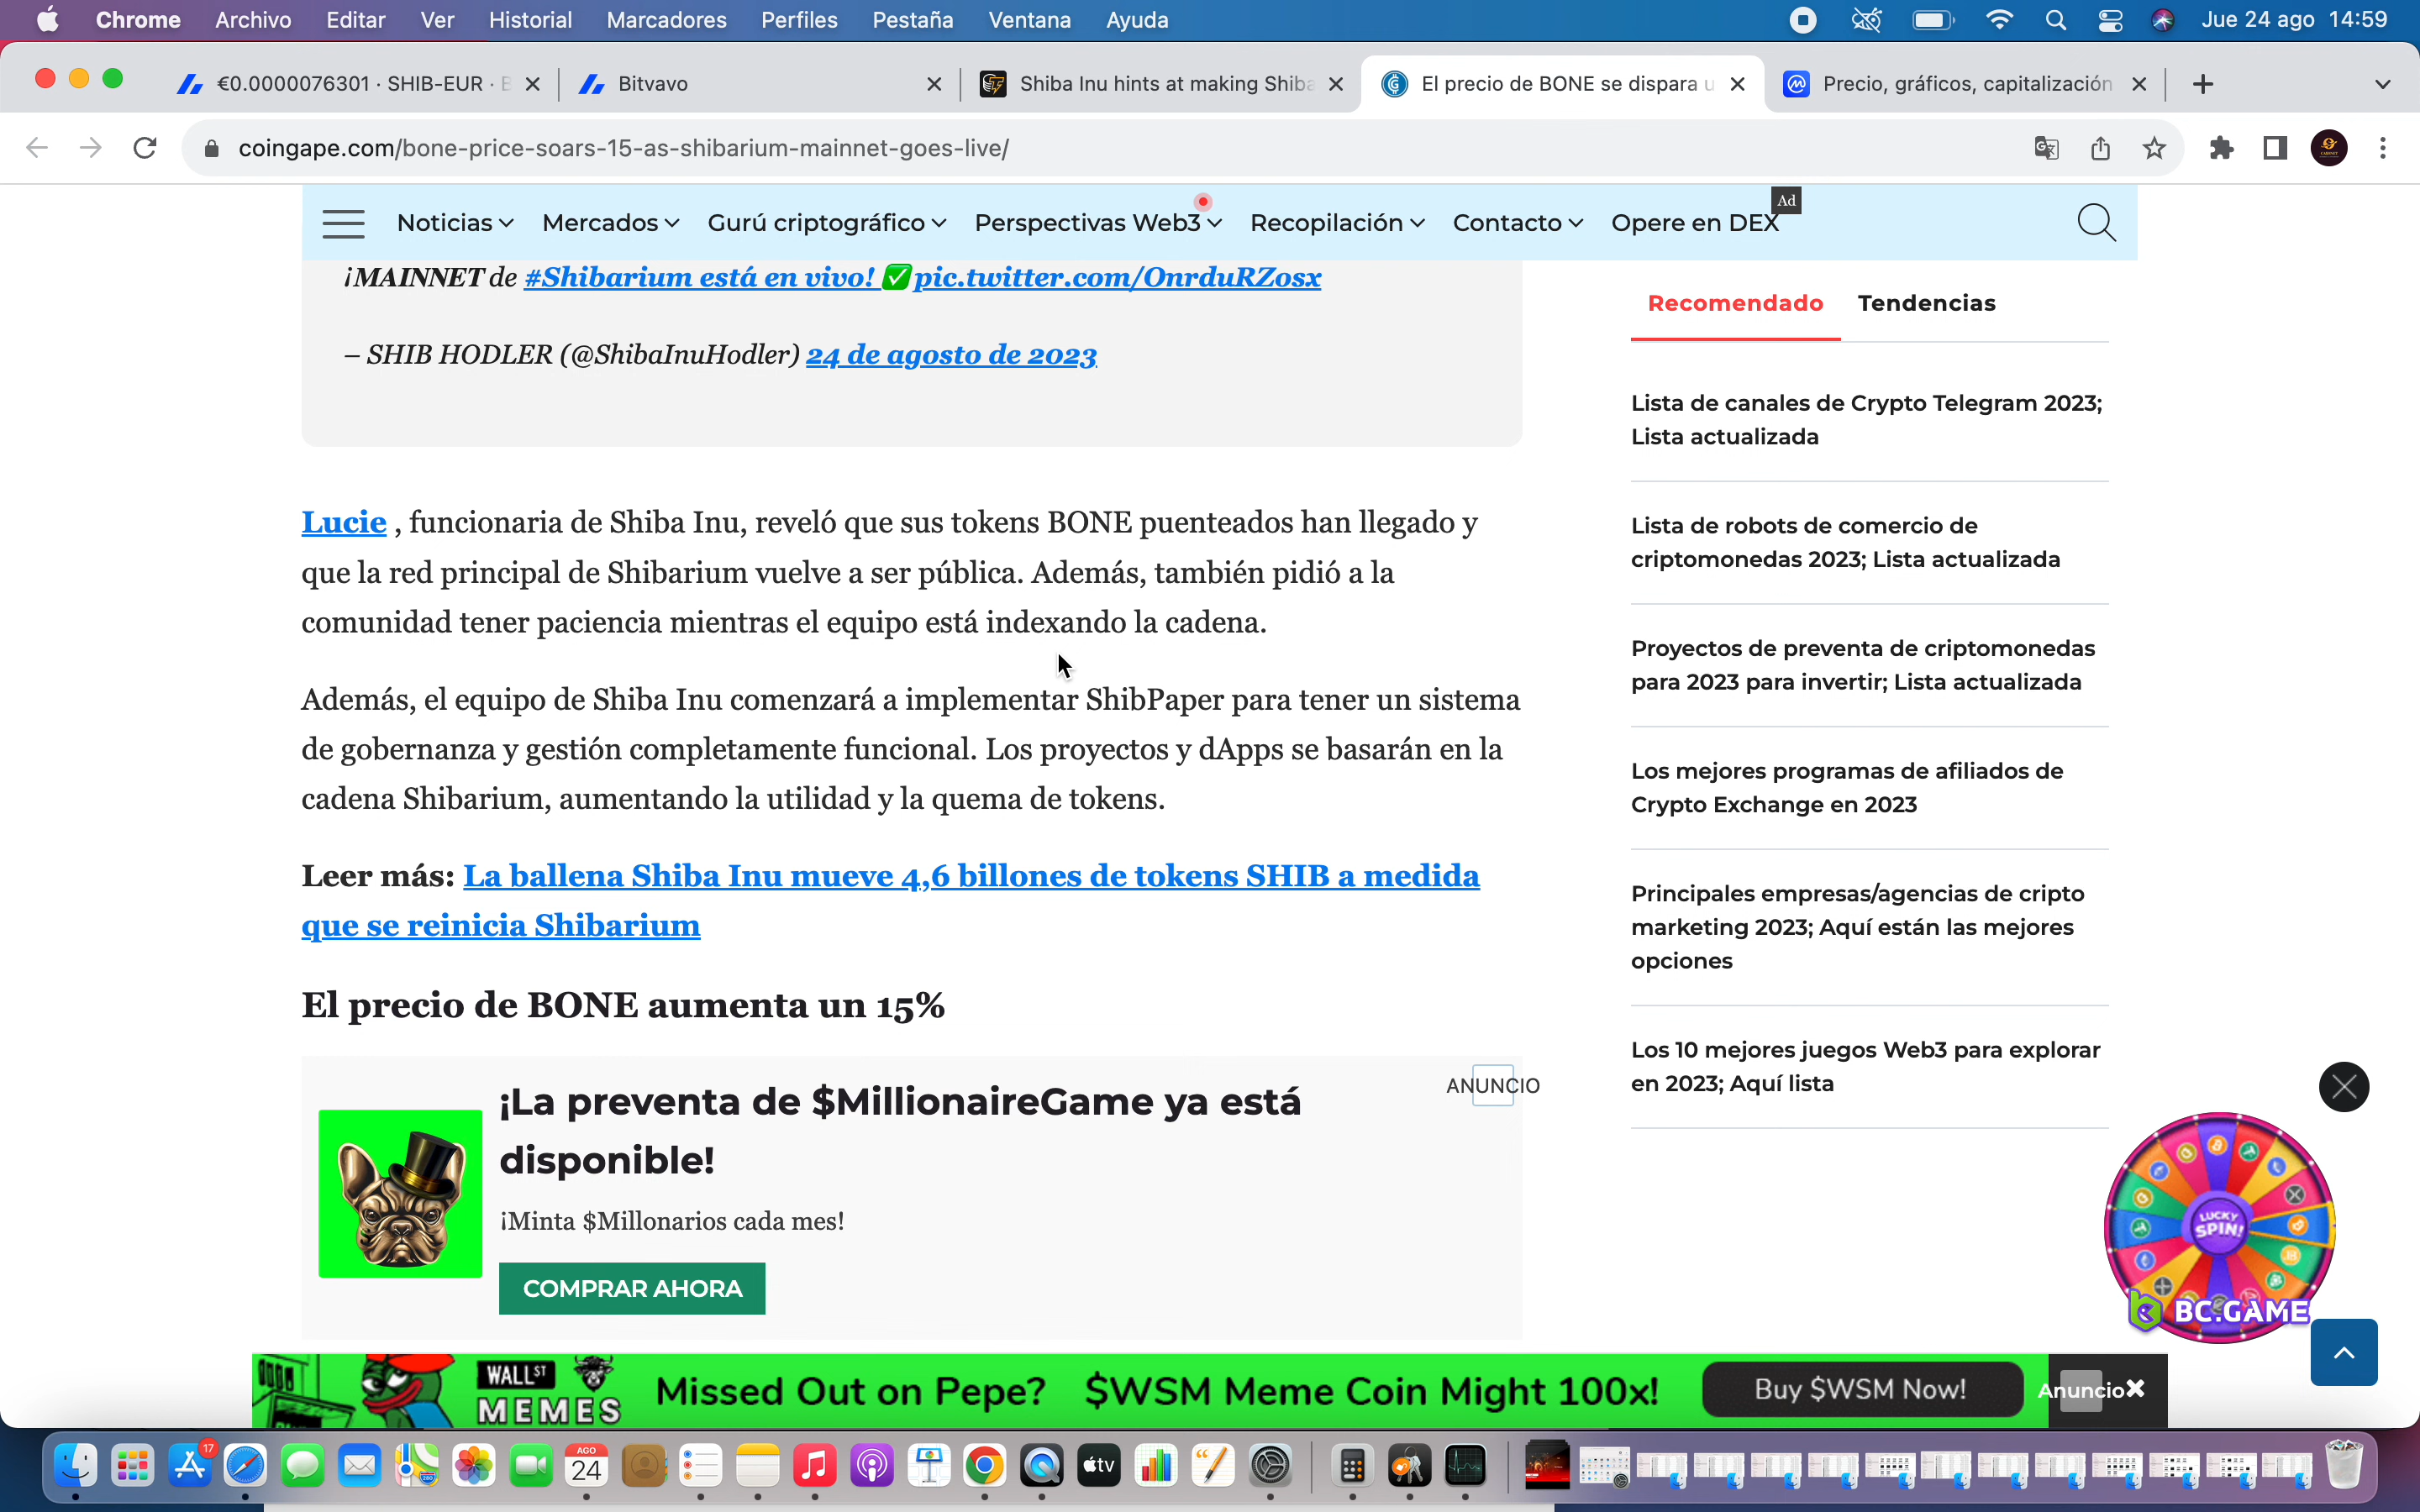 Chrome Archivo Editar Ver Historial Marcadores Perfiles Pestaña Ventana Ayuda Jue 24 ago 14:59
€0.0000076301 · SHIB-EUR · Bitvavo Shiba Inu hints at making Shiba El precio de BONE se dispara u Precio, gráficos, capitalización
coingape.com/bone-price-soars-15-as-shibarium-mainnet-goes-live/
Noticias Mercados Gurú criptográfico Perspectivas Web3 Recopilación Contacto Opere en DEX Ad
¡MAINNET de #Shibarium está en vivo! ✅ pic.twitter.com/OnrduRZosx
– SHIB HODLER (@ShibaInuHodler) 24 de agosto de 2023
Lucie , funcionaria de Shiba Inu, reveló que sus tokens BONE puenteados han llegado y
que la red principal de Shibarium vuelve a ser pública. Además, también pidió a la
comunidad tener paciencia mientras el equipo está indexando la cadena.
Además, el equipo de Shiba Inu comenzará a implementar ShibPaper para tener un sistema
de gobernanza y gestión completamente funcional. Los proyectos y dApps se basarán en la
cadena Shibarium, aumentando la utilidad y la quema de tokens.
Leer más: La ballena Shiba Inu mueve 4,6 billones de tokens SHIB a medida
que se reinicia Shibarium
El precio de BONE aumenta un 15%
ANUNCIO
¡La preventa de $MillionaireGame ya está
disponible!
¡Minta $Millonarios cada mes!
COMPRAR AHORA
Recomendado Tendencias
Lista de canales de Crypto Telegram 2023;
Lista actualizada
Lista de robots de comercio de
criptomonedas 2023; Lista actualizada
Proyectos de preventa de criptomonedas
para 2023 para invertir; Lista actualizada
Los mejores programas de afiliados de
Crypto Exchange en 2023
Principales empresas/agencias de cripto
marketing 2023; Aquí están las mejores
opciones
Los 10 mejores juegos Web3 para explorar
en 2023; Aquí lista
LUCKY
SPIN!
BC.GAME
WALL ST
MEMES
Missed Out on Pepe? $WSM Meme Coin Might 100x! Buy $WSM Now! Anuncio
17
AGO
24
tv